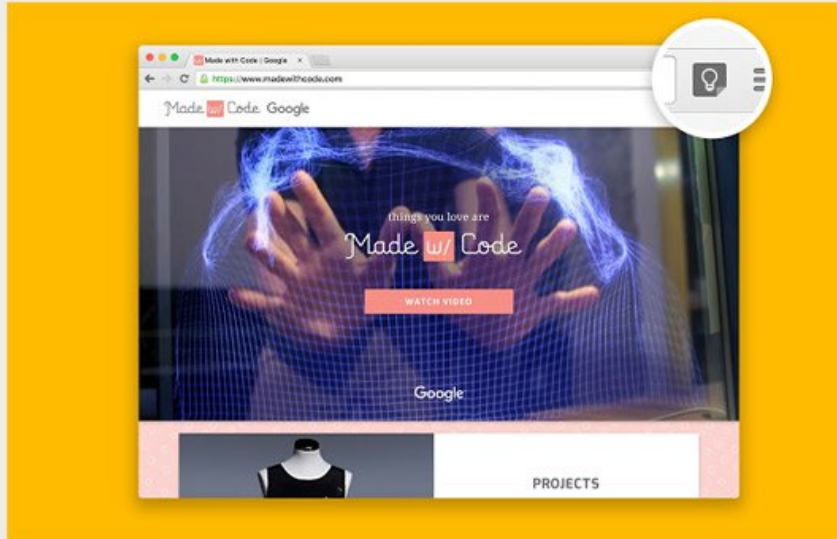 Made with Code | Google
https://www.madewithcode.com
Made w/ Code Google
things you love are
Made w/ Code
WATCH VIDEO
Google
PROJECTS